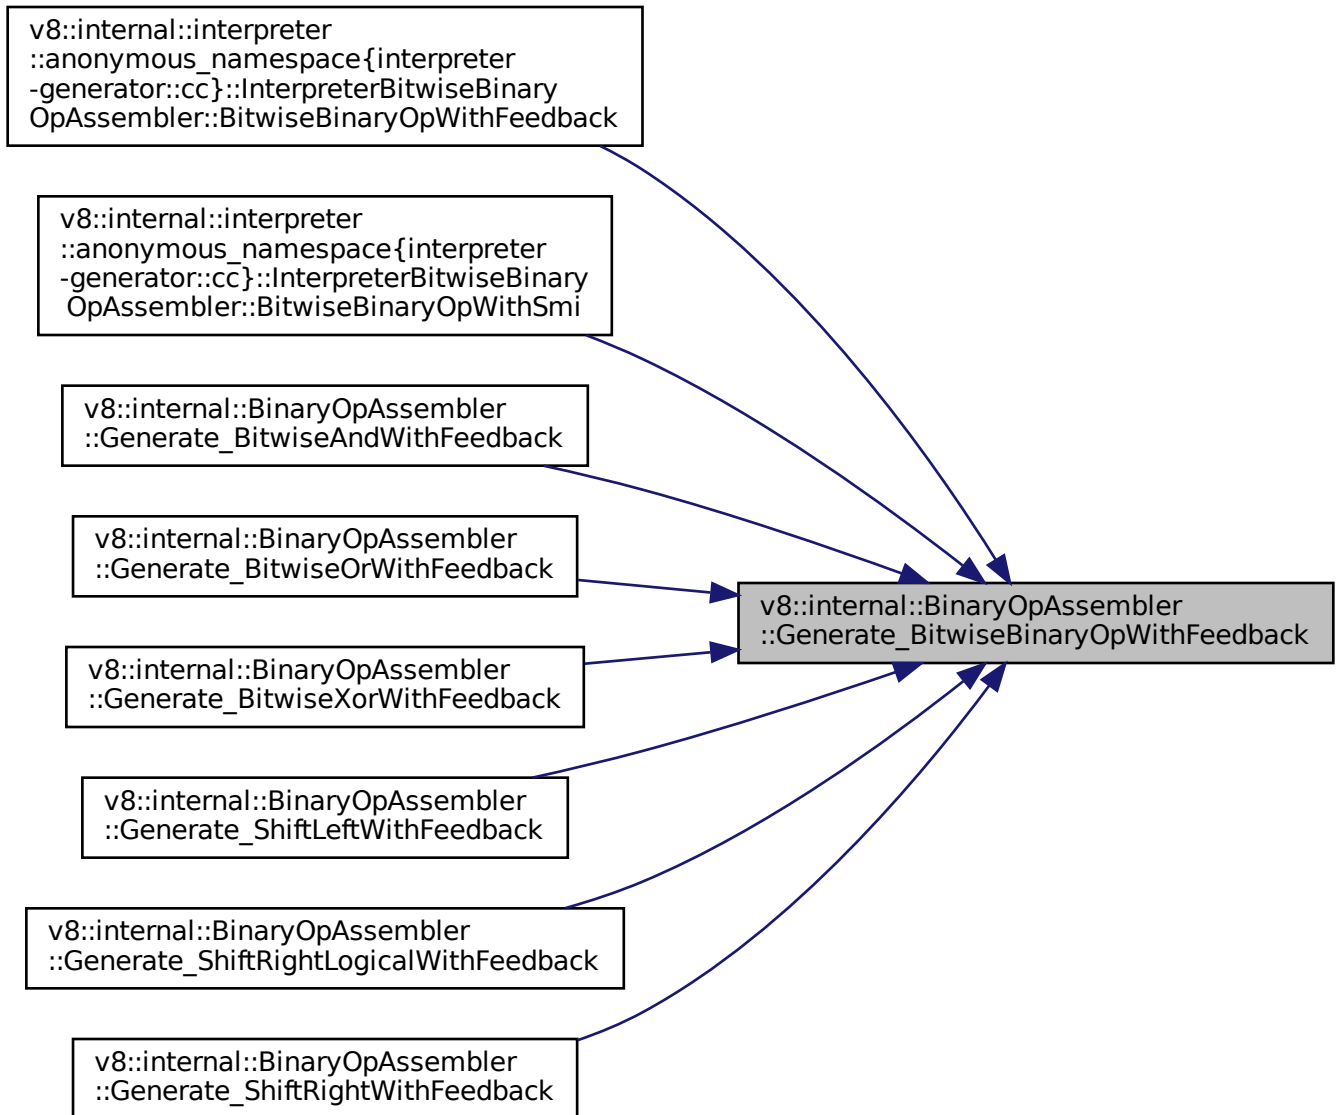 v8::internal::interpreter
::anonymous_namespace{interpreter
-generator::cc}::InterpreterBitwiseBinary
OpAssembler::BitwiseBinaryOpWithFeedback
v8::internal::interpreter
::anonymous_namespace{interpreter
-generator::cc}::InterpreterBitwiseBinary
OpAssembler::BitwiseBinaryOpWithSmi
v8::internal::BinaryOpAssembler
::Generate_BitwiseAndWithFeedback
v8::internal::BinaryOpAssembler
::Generate_BitwiseOrWithFeedback
v8::internal::BinaryOpAssembler
::Generate_BitwiseBinaryOpWithFeedback
v8::internal::BinaryOpAssembler
::Generate_BitwiseXorWithFeedback
v8::internal::BinaryOpAssembler
::Generate_ShiftLeftWithFeedback
v8::internal::BinaryOpAssembler
::Generate_ShiftRightLogicalWithFeedback
v8::internal::BinaryOpAssembler
::Generate_ShiftRightWithFeedback